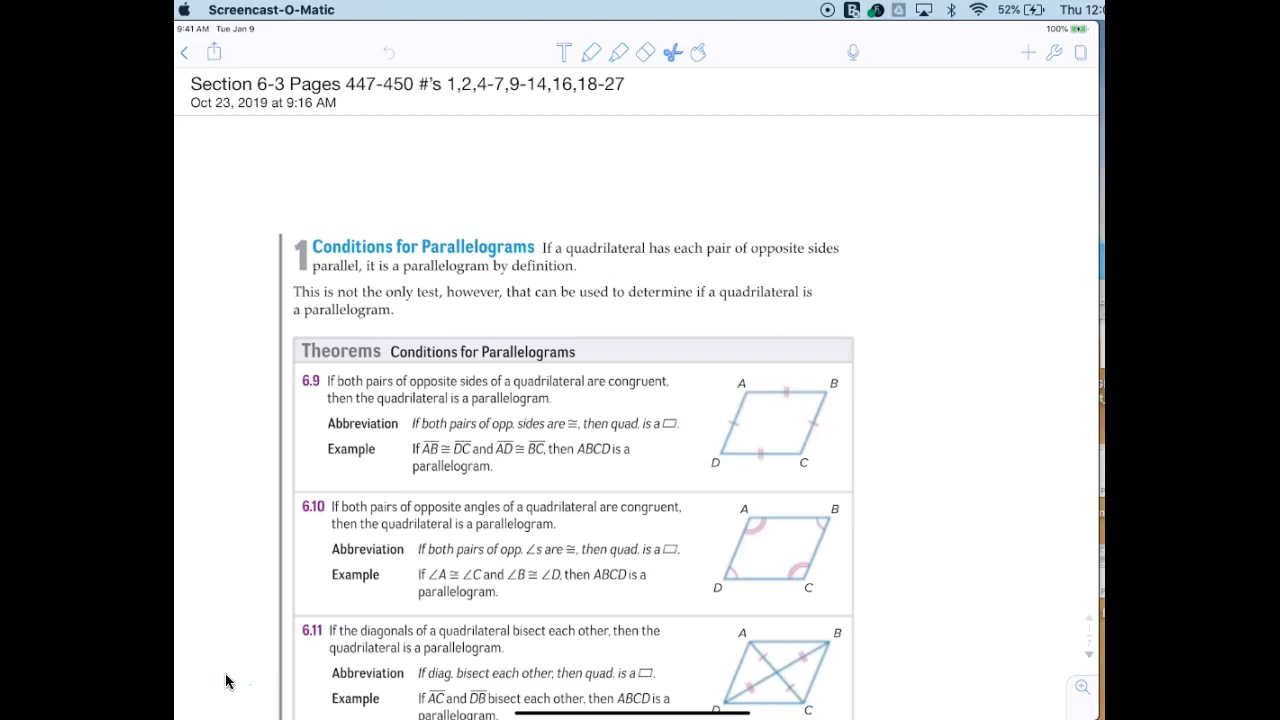 Screencast-O-Matic
52%
Thu 12:0
9:41 AM Tue Jan 9
100%
Section 6-3 Pages 447-450 #'s 1,2,4-7,9-14,16,18-27
Oct 23, 2019 at 9:16 AM
1 Conditions for Parallelograms If a quadrilateral has each pair of opposite sides
parallel, it is a parallelogram by definition.
This is not the only test, however, that can be used to determine if a quadrilateral is
a parallelogram.
Theorems Conditions for Parallelograms
6.9 If both pairs of opposite sides of a quadrilateral are congruent,
then the quadrilateral is a parallelogram.
Abbreviation If both pairs of opp. sides are ≅, then quad. is a ▱.
Example If A̅B̅ ≅ D̅C̅ and A̅D̅ ≅ B̅C̅, then ABCD is a
parallelogram.
A B
D C
6.10 If both pairs of opposite angles of a quadrilateral are congruent,
then the quadrilateral is a parallelogram.
Abbreviation If both pairs of opp. ∠s are ≅, then quad. is a ▱.
Example If ∠A ≅ ∠C and ∠B ≅ ∠D, then ABCD is a
parallelogram.
A B
D C
6.11 If the diagonals of a quadrilateral bisect each other, then the
quadrilateral is a parallelogram.
Abbreviation If diag. bisect each other, then quad. is a ▱.
Example If A̅C̅ and D̅B̅ bisect each other, then ABCD is a
parallelogram.
A B
D C